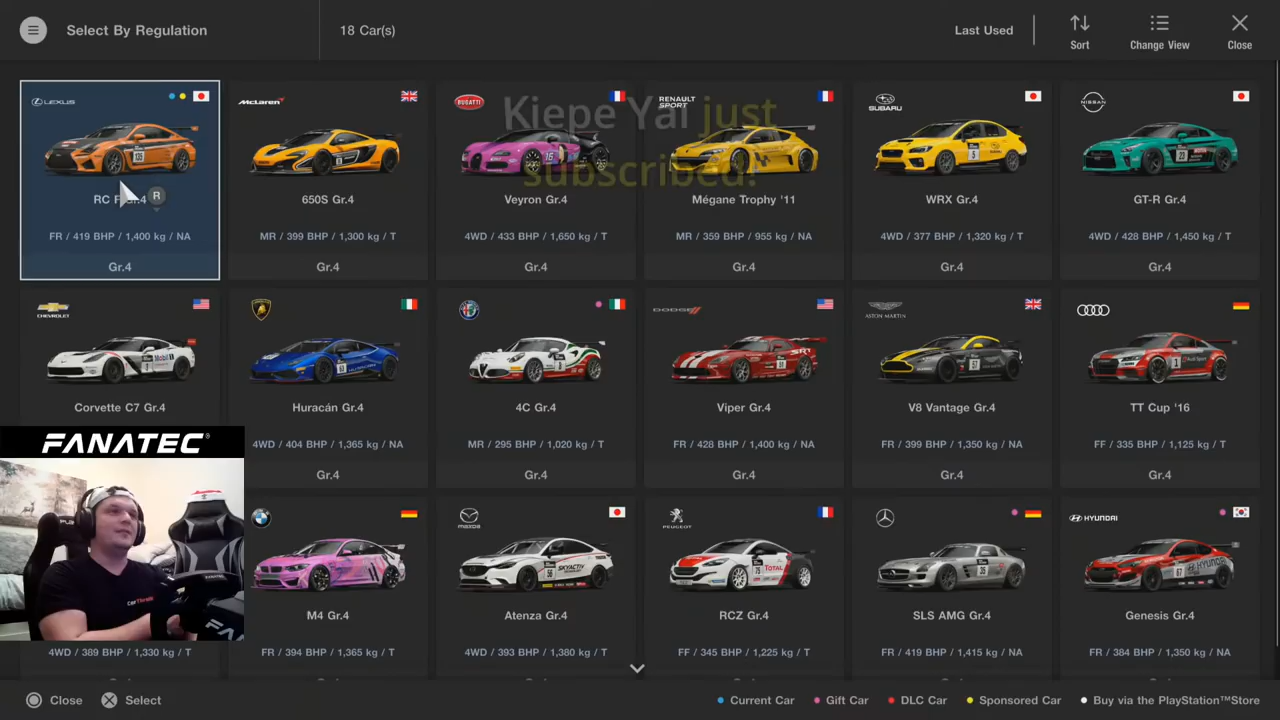 Select By Regulation
18 Car(s)
Last Used
Sort
Change View
Close
LEXUS
McLaren
BUGATTI
RENAULT SPORT
SUBARU
NISSAN
Kiepe Yai just
subscribed!
R
650S Gr.4
Veyron Gr.4
Mégane Trophy '11
WRX Gr.4
GT-R Gr.4
FR / 419 BHP / 1,400 kg / NA
MR / 399 BHP / 1,300 kg / T
4WD / 433 BHP / 1,650 kg / T
MR / 359 BHP / 955 kg / NA
4WD / 377 BHP / 1,320 kg / T
4WD / 428 BHP / 1,450 kg / T
Gr.4
Gr.4
Gr.4
Gr.4
Gr.4
Gr.4
CHEVROLET
DODGE
ASTON MARTIN
Audi Sport
Mobil 1
SRT
Corvette C7 Gr.4
Huracán Gr.4
4C Gr.4
Viper Gr.4
V8 Vantage Gr.4
TT Cup '16
FANATEC
4WD / 404 BHP / 1,365 kg / NA
MR / 295 BHP / 1,020 kg / T
FR / 428 BHP / 1,400 kg / NA
FR / 399 BHP / 1,350 kg / NA
FF / 335 BHP / 1,125 kg / T
Gr.4
Gr.4
Gr.4
Gr.4
Gr.4
mazda
PEUGEOT
HYUNDAI
SKYACTIV
TOTAL
M4 Gr.4
Atenza Gr.4
RCZ Gr.4
SLS AMG Gr.4
Genesis Gr.4
4WD / 389 BHP / 1,330 kg / T
FR / 394 BHP / 1,365 kg / T
4WD / 393 BHP / 1,380 kg / T
FF / 345 BHP / 1,225 kg / T
FR / 419 BHP / 1,415 kg / NA
FR / 384 BHP / 1,350 kg / NA
Close
Select
Current Car
Gift Car
DLC Car
Sponsored Car
Buy via the PlayStation™Store